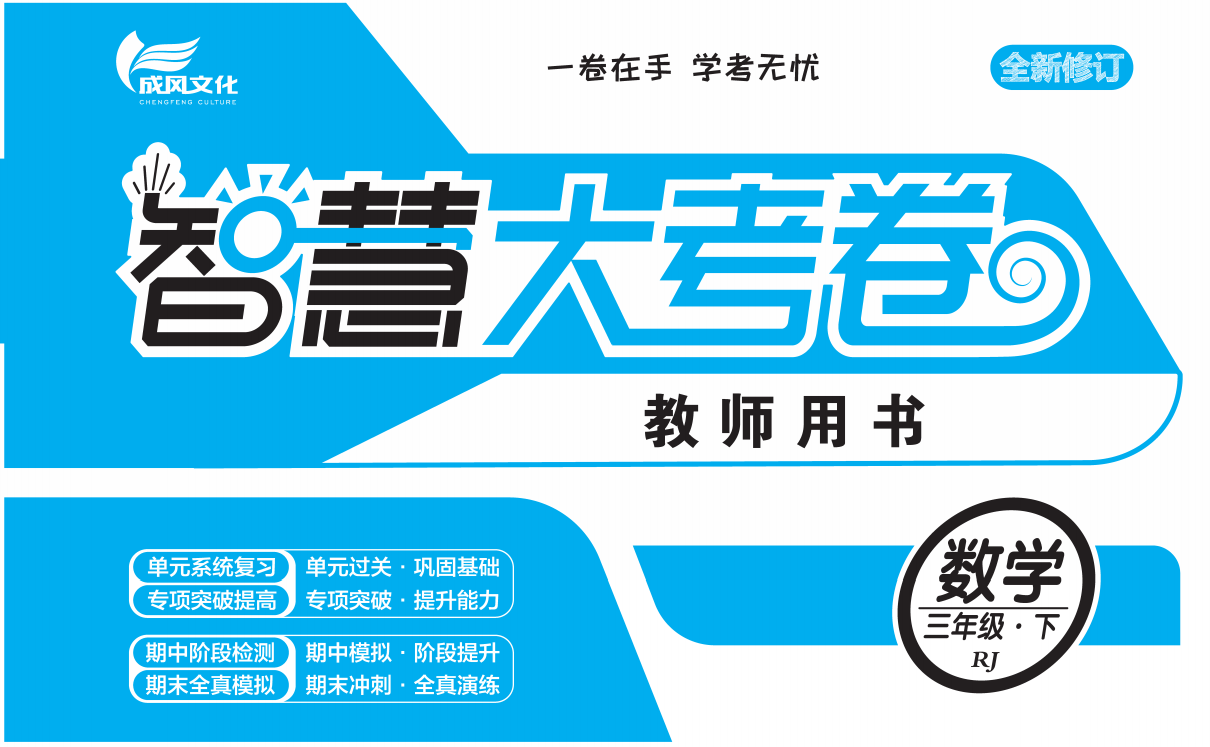 成风文化
CHENGFENG CULTURE
一卷在手 学考无忧
全新修订
智慧大考卷
教师用书
单元系统复习 单元过关·巩固基础
专项突破提高 专项突破·提升能力
期中阶段检测 期中模拟·阶段提升
期末全真模拟 期末冲刺·全真演练
数学
三年级·下
RJ